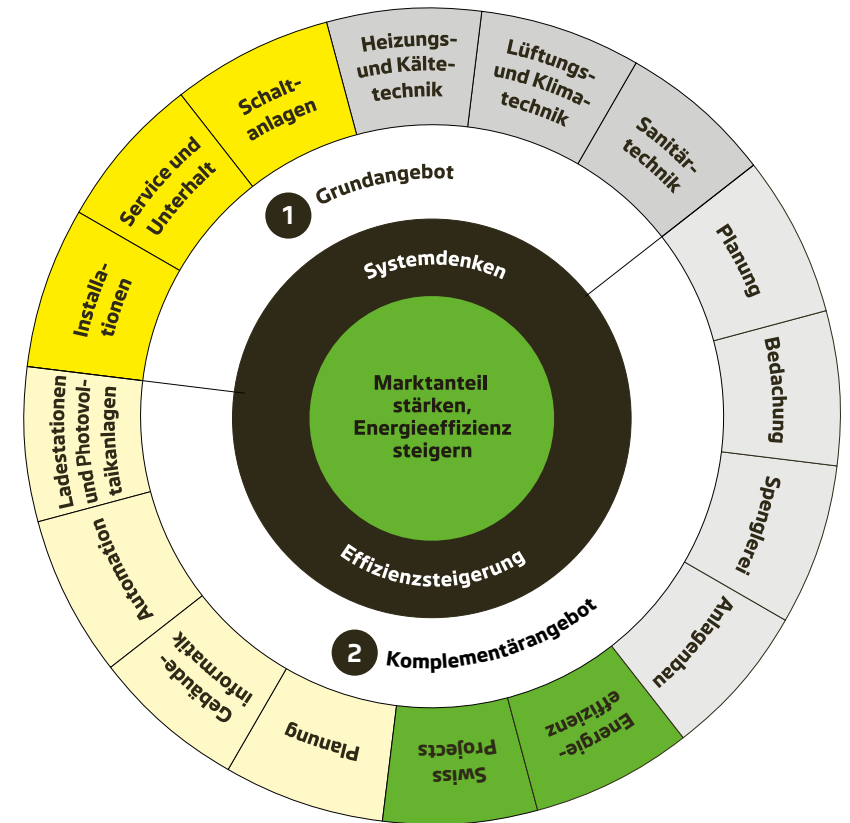 Heizungs-
und Kälte-
technik
Lüftungs-
und Klima-
technik
Sanitär-
technik
Planung
Bedachung
Spenglerei
Anlagenbau
Energie-
effizienz
Swiss
Projects
Planung
Gebäude-
informatik
Automation
Ladestationen
und Photovol-
taikanlagen
Installa-
tionen
Service und
Unterhalt
Schalt-
anlagen
1 Grundangebot
Systemdenken
Marktanteil
stärken,
Energieeffizienz
steigern
Effizienzsteigerung
2 Komplementärangebot